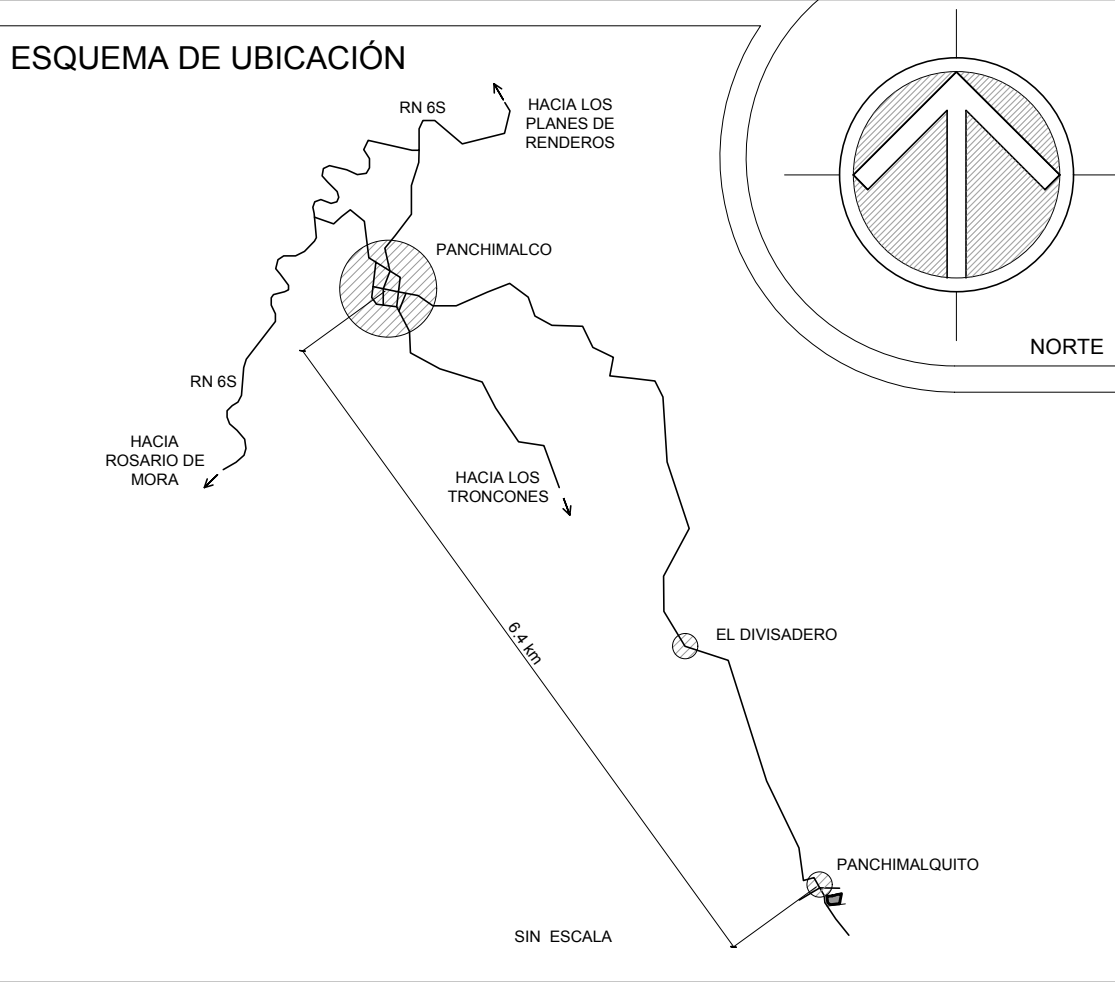 ESQUEMA DE UBICACIÓN
RN 6S
HACIA LOS
PLANES DE
RENDEROS
PANCHIMALCO
NORTE
RN 6S
HACIA
ROSARIO DE
MORA
HACIA LOS
TRONCONES
6.4 km
EL DIVISADERO
PANCHIMALQUITO
SIN ESCALA